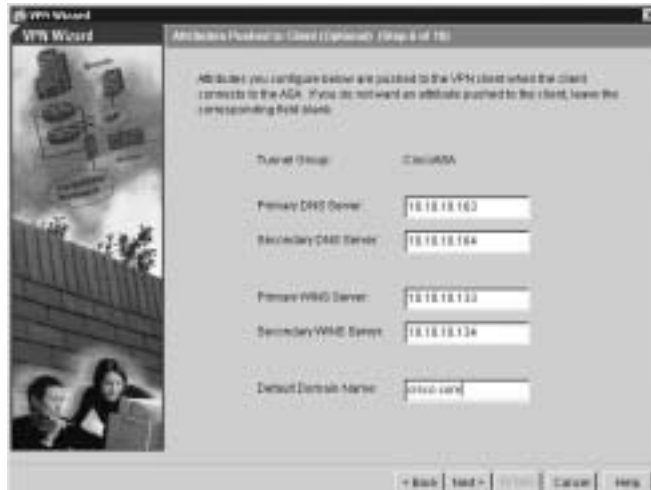 VPN Wizard
VPN Wizard
Attributes Pushed to Client (Optional) (Step 6 of 10)
Attributes you configure below are pushed to the VPN client when the client
connects to the ASA. If you do not want an attribute pushed to the client, leave the
corresponding field blank.
Tunnel Group: CiscoASA
Primary DNS Server: 10.10.10.163
Secondary DNS Server: 10.10.10.164
Primary WINS Server: 10.10.10.133
Secondary WINS Server: 10.10.10.134
Default Domain Name: cisco.com
< Back Next > Cancel Help